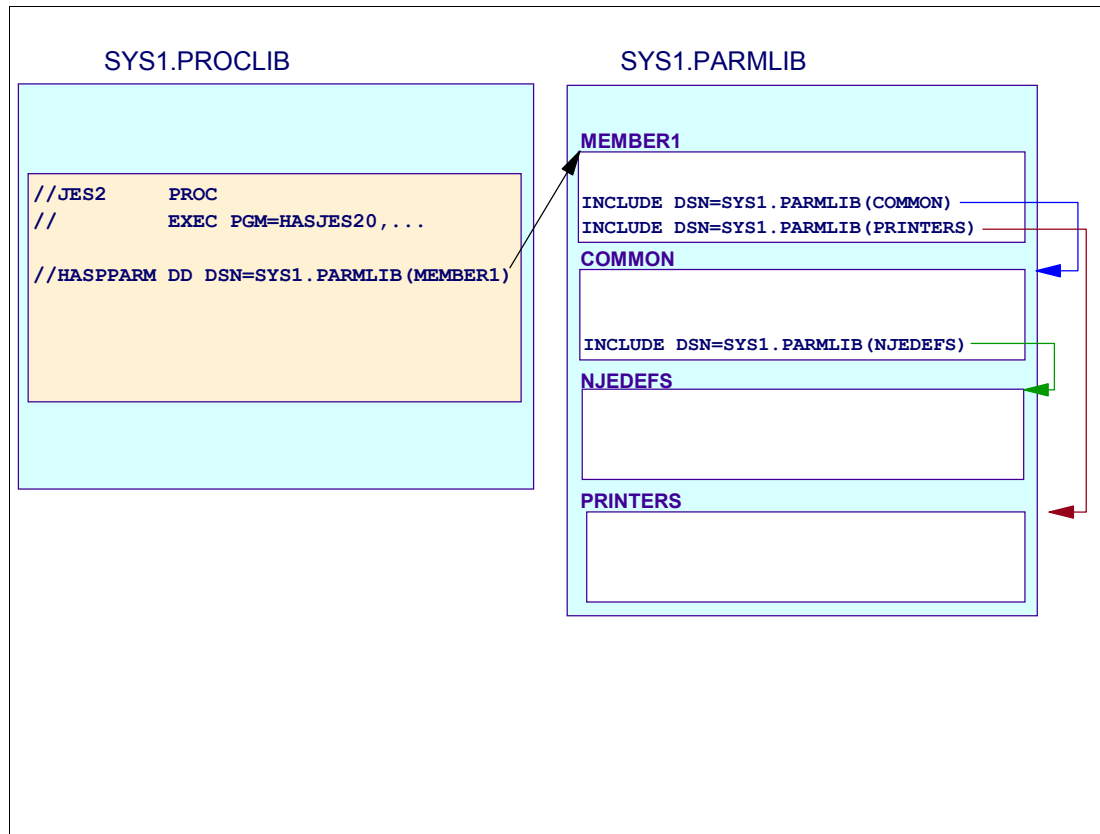 SYS1.PROCLIB
//JES2 PROC
// EXEC PGM=HASJES20,...
//HASPPARM DD DSN=SYS1.PARMLIB(MEMBER1)
SYS1.PARMLIB
MEMBER1
INCLUDE DSN=SYS1.PARMLIB(COMMON)
INCLUDE DSN=SYS1.PARMLIB(PRINTERS)
COMMON
INCLUDE DSN=SYS1.PARMLIB(NJEDEFS)
NJEDEFS
PRINTERS